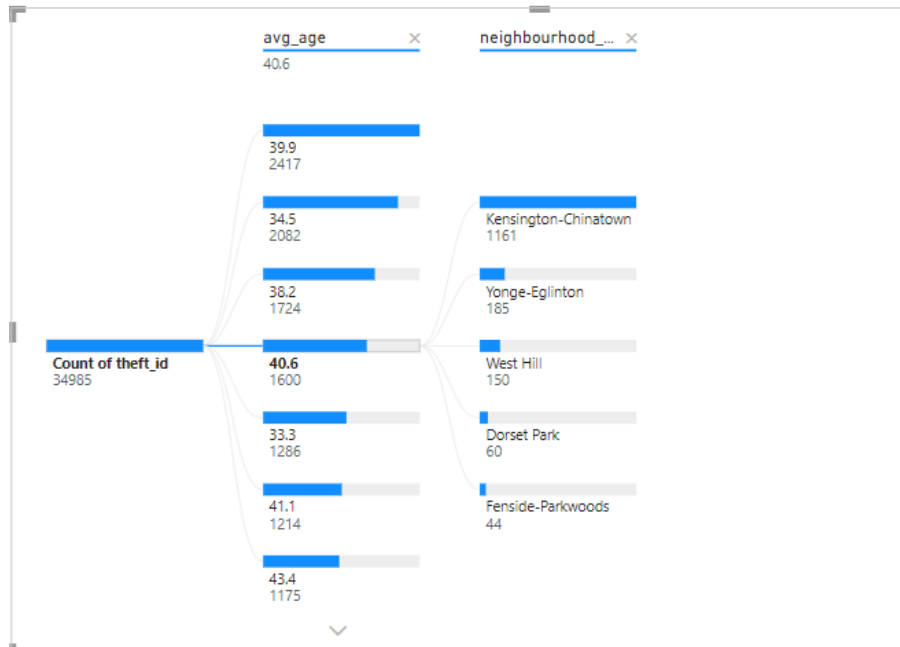 avg_age
40.6
neighbourhood_...
39.9
2417
34.5
2082
38.2
1724
40.6
1600
33.3
1286
41.1
1214
43.4
1175
Count of theft_id
34985
Kensington-Chinatown
1161
Yonge-Eglinton
185
West Hill
150
Dorset Park
60
Fenside-Parkwoods
44